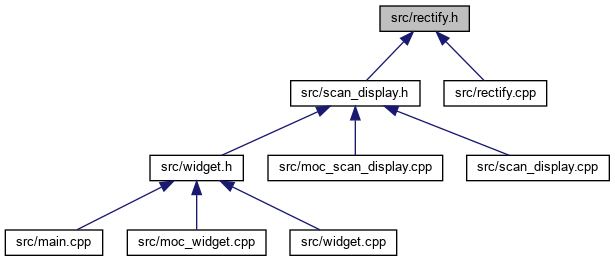 src/rectify.h
src/scan_display.h
src/rectify.cpp
src/widget.h
src/moc_scan_display.cpp
src/scan_display.cpp
src/main.cpp
src/moc_widget.cpp
src/widget.cpp